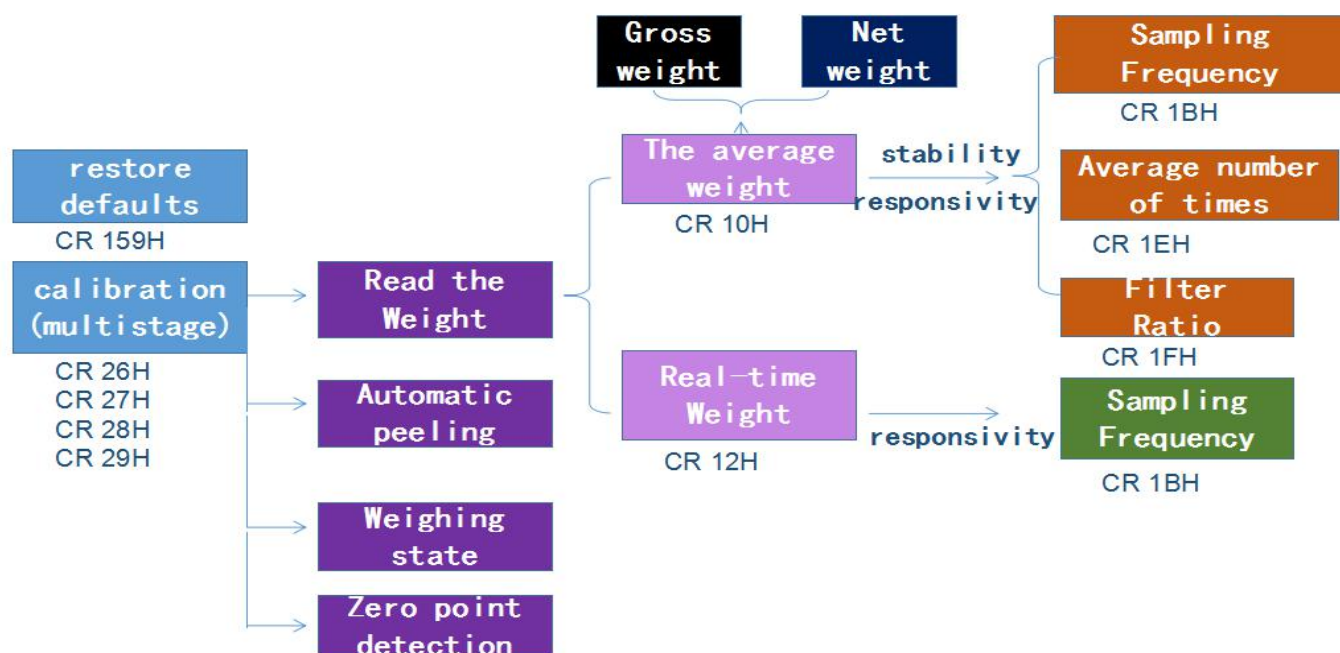 Gross
weight
Net
weight
Sampling
Frequency
CR 1BH
restore
defaults
CR 159H
The average
weight
CR 10H
stability
responsivity
Average number
of times
CR 1EH
calibration
(multistage)
CR 26H
CR 27H
CR 28H
CR 29H
Read the
Weight
Filter
Ratio
CR 1FH
Automatic
peeling
Real-time
Weight
CR 12H
responsivity
Sampling
Frequency
CR 1BH
Weighing
state
Zero point
detection